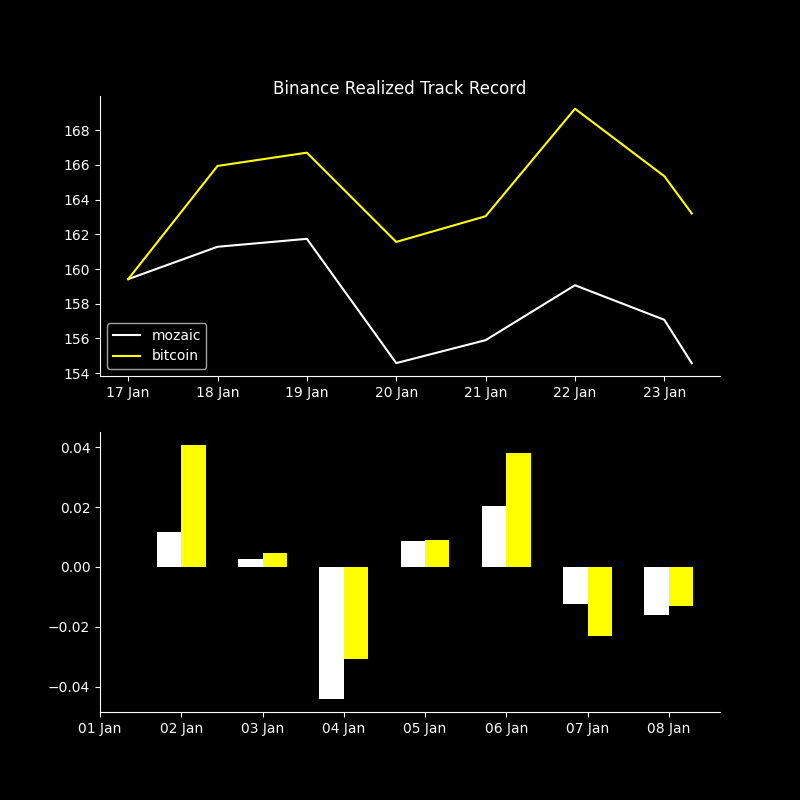 Binance Realized Track Record
168
166
164
162
160
158
156
154
mozaic
bitcoin
17 Jan 18 Jan 19 Jan 20 Jan 21 Jan 22 Jan 23 Jan
0.04
0.02
0.00
−0.02
−0.04
01 Jan 02 Jan 03 Jan 04 Jan 05 Jan 06 Jan 07 Jan 08 Jan